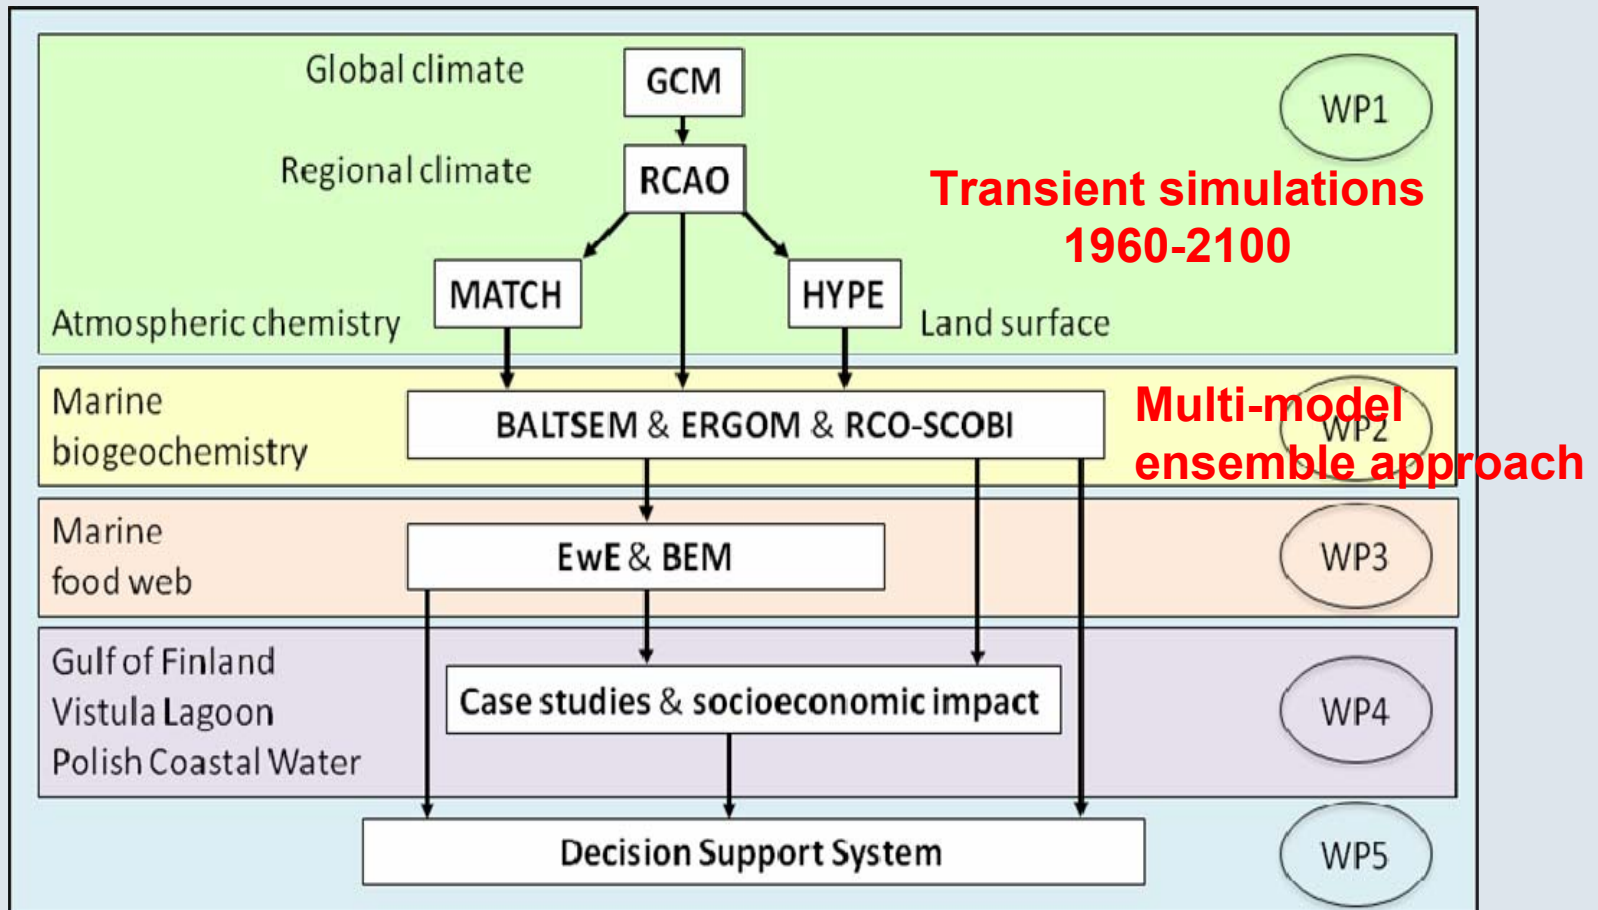 Global climate
GCM
WP1
Regional climate
RCAO
Transient simulations
1960-2100
MATCH
HYPE
Atmospheric chemistry
Land surface
Marine
biogeochemistry
BALTSEM & ERGOM & RCO-SCOBI
Multi-model
WP2
ensemble approach
Marine
food web
EwE & BEM
WP3
Gulf of Finland
Vistula Lagoon
Polish Coastal Water
Case studies & socioeconomic impact
WP4
Decision Support System
WP5